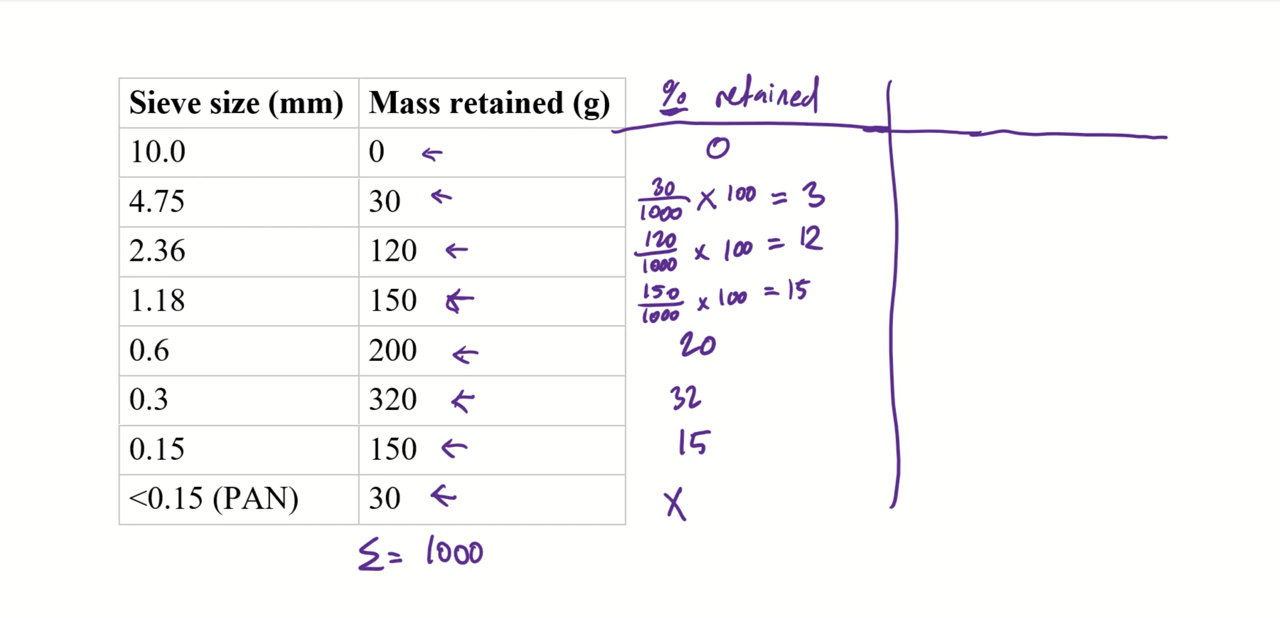 Sieve size (mm) Mass retained (g) % retained
10.0 0 ← 0
4.75 30 ← 30/1000 × 100 = 3
2.36 120 ← 120/1000 × 100 = 12
1.18 150 ← 150/1000 × 100 = 15
0.6 200 ← 20
0.3 320 ← 32
0.15 150 ← 15
<0.15 (PAN) 30 ← X
Σ= 1000